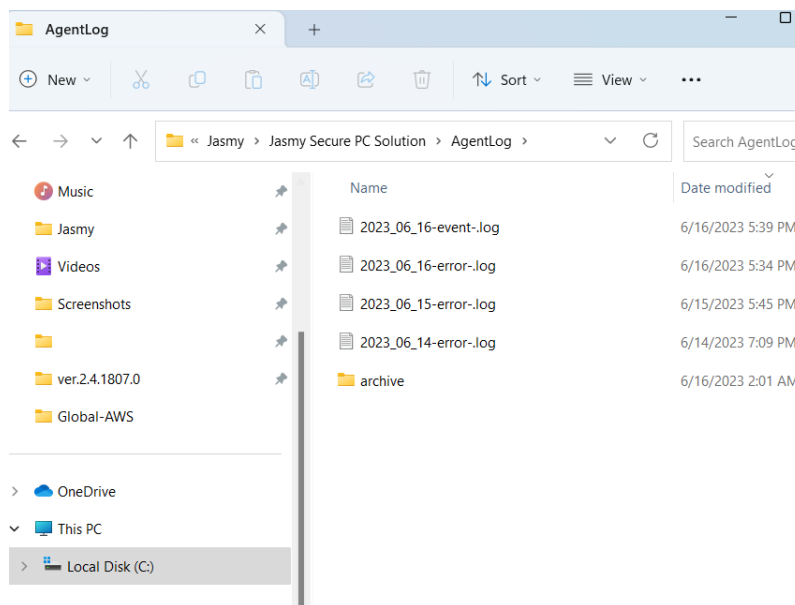 AgentLog
New
Sort
View
« Jasmy > Jasmy Secure PC Solution > AgentLog >
Search AgentLog
Music
Jasmy
Videos
Screenshots
ver.2.4.1807.0
Global-AWS
OneDrive
This PC
Local Disk (C:)
Name Date modified
2023_06_16-event-.log 6/16/2023 5:39 PM
2023_06_16-error-.log 6/16/2023 5:34 PM
2023_06_15-error-.log 6/15/2023 5:45 PM
2023_06_14-error-.log 6/14/2023 7:09 PM
archive 6/16/2023 2:01 AM